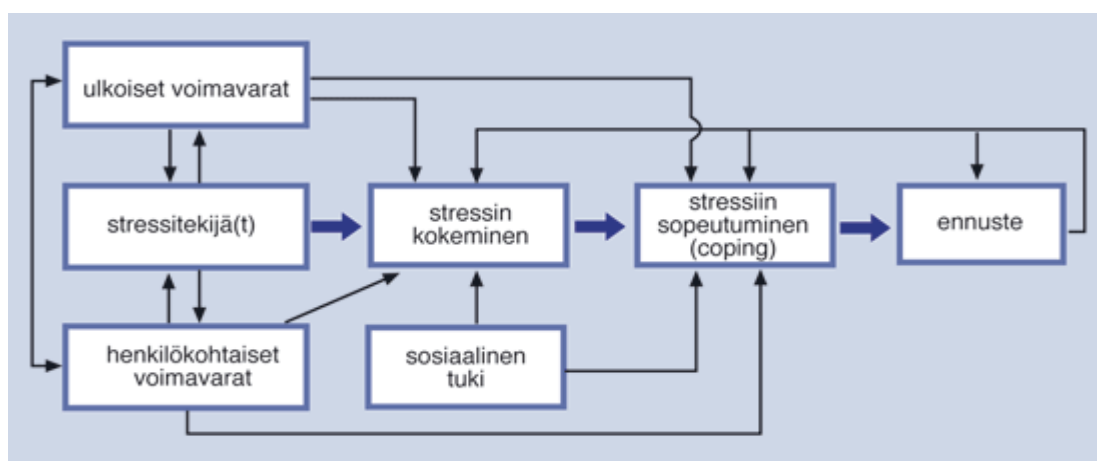 ulkoiset voimavarat
stressitekijä(t)
stressin
kokeminen
stressiin
sopeutuminen
(coping)
ennuste
henkilökohtaiset
voimavarat
sosiaalinen
tuki